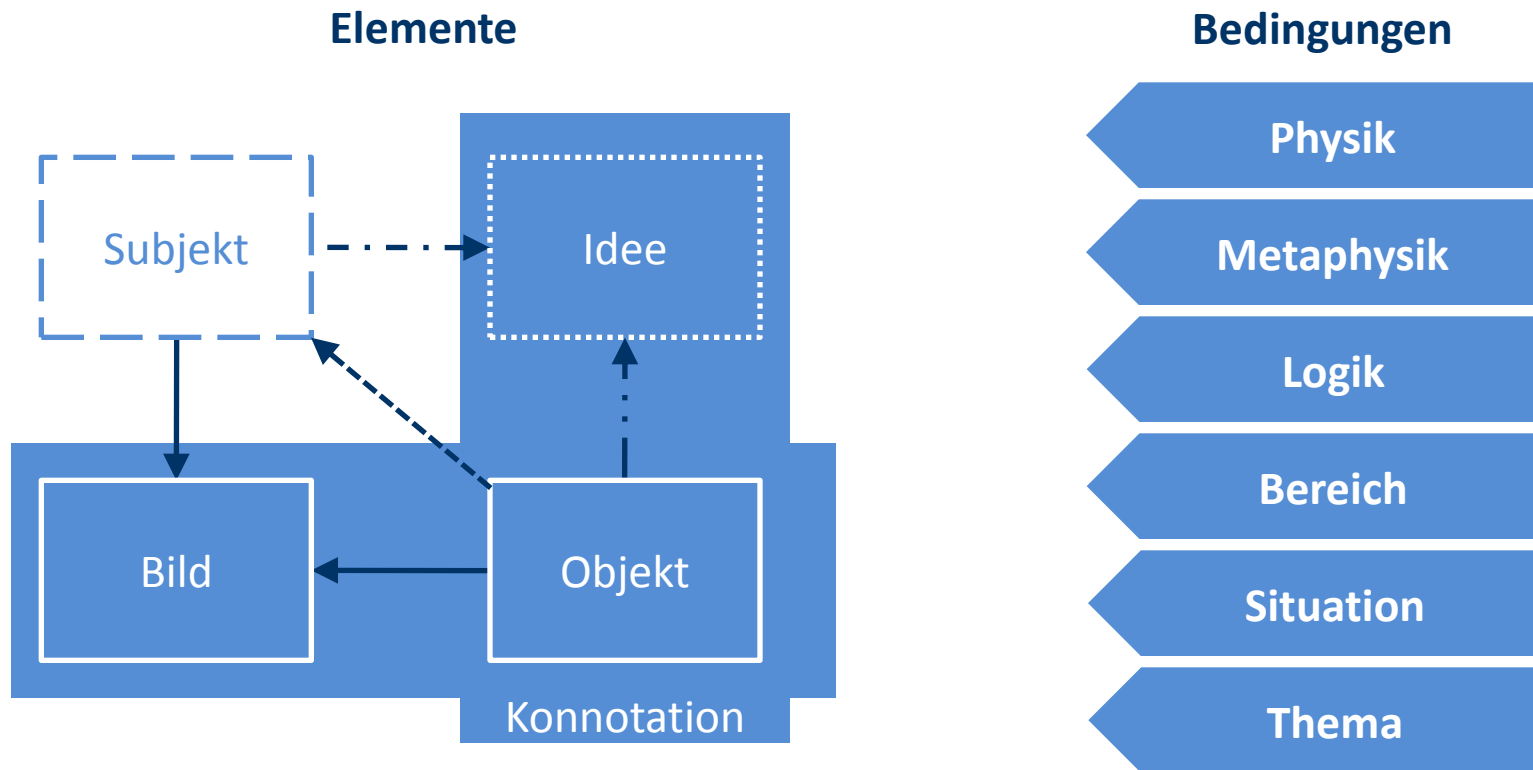 Elemente
Subjekt
Idee
Bild
Objekt
Konnotation
Bedingungen
Physik
Metaphysik
Logik
Bereich
Situation
Thema